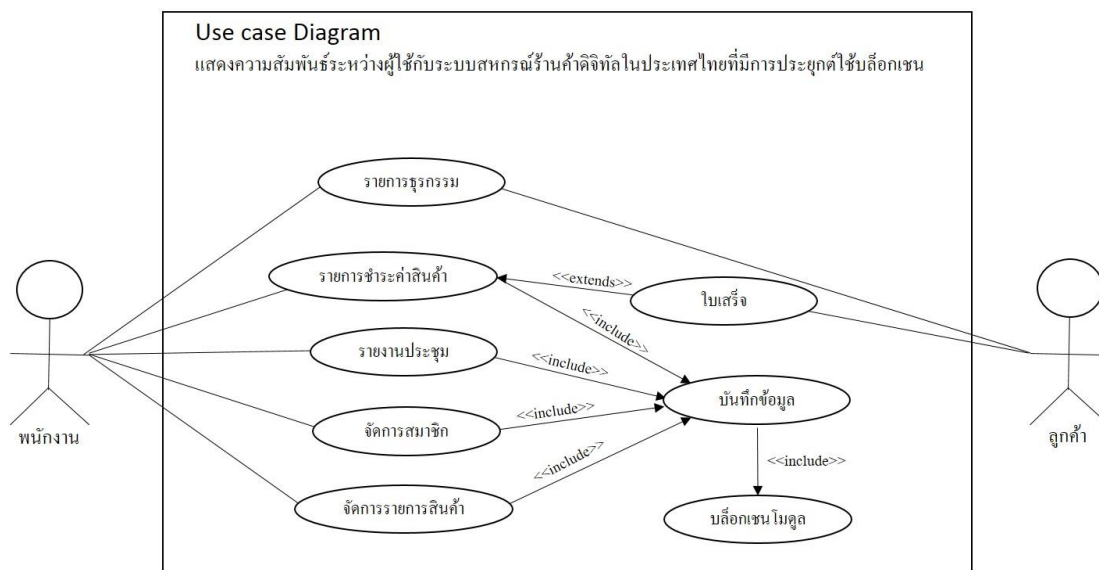 Use case Diagram
แสดงความสัมพันธ์ระหว่างผู้ใช้กับระบบสหกรณ์ร้านค้าดิจิทัลในประเทศไทยที่มีการประยุกต์ใช้บล็อกเชน
รายการธุรกรรม
รายการชำระค่าสินค้า
<<extends>>
ใบเสร็จ
<<include>>
รายงานประชุม
<<include>>
บันทึกข้อมูล
พนักงาน
จัดการสมาชิก
<<include>>
ลูกค้า
<<include>>
<<include>>
จัดการรายการสินค้า
บล็อกเชนโมดูล